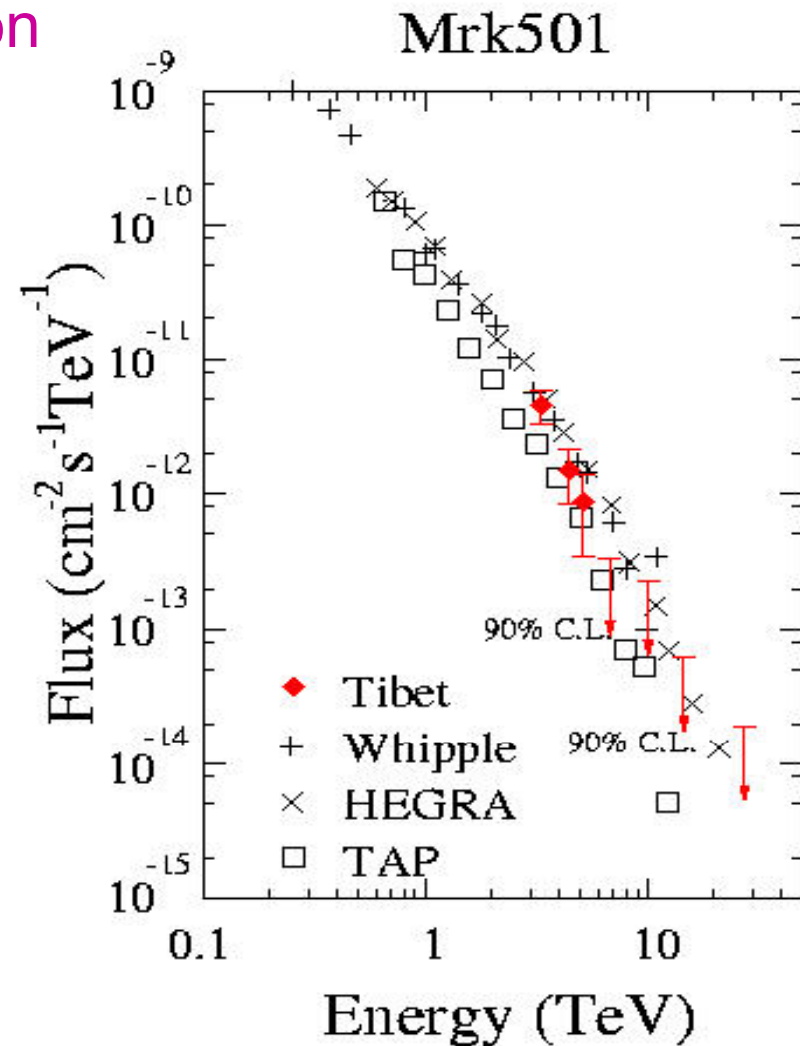 on
Mrk501
10^-9
10^-10
10^-11
10^-12
10^-13
10^-14
10^-15
Flux (cm^-2 s^-1 TeV^-1)
90% C.L.
90% C.L.
Tibet
Whipple
HEGRA
TAP
0.1 1 10
Energy (TeV)